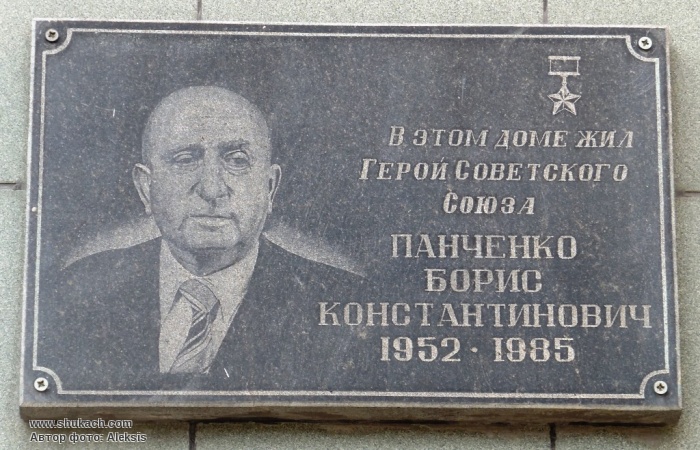 В ЭТОМ ДОМЕ ЖИЛ
ГЕРОЙ СОВЕТСКОГО
СОЮЗА
ПАНЧЕНКО
БОРИС
КОНСТАНТИНОВИЧ
1952 · 1985
www.shukach.com
Автор фото: Aleksis